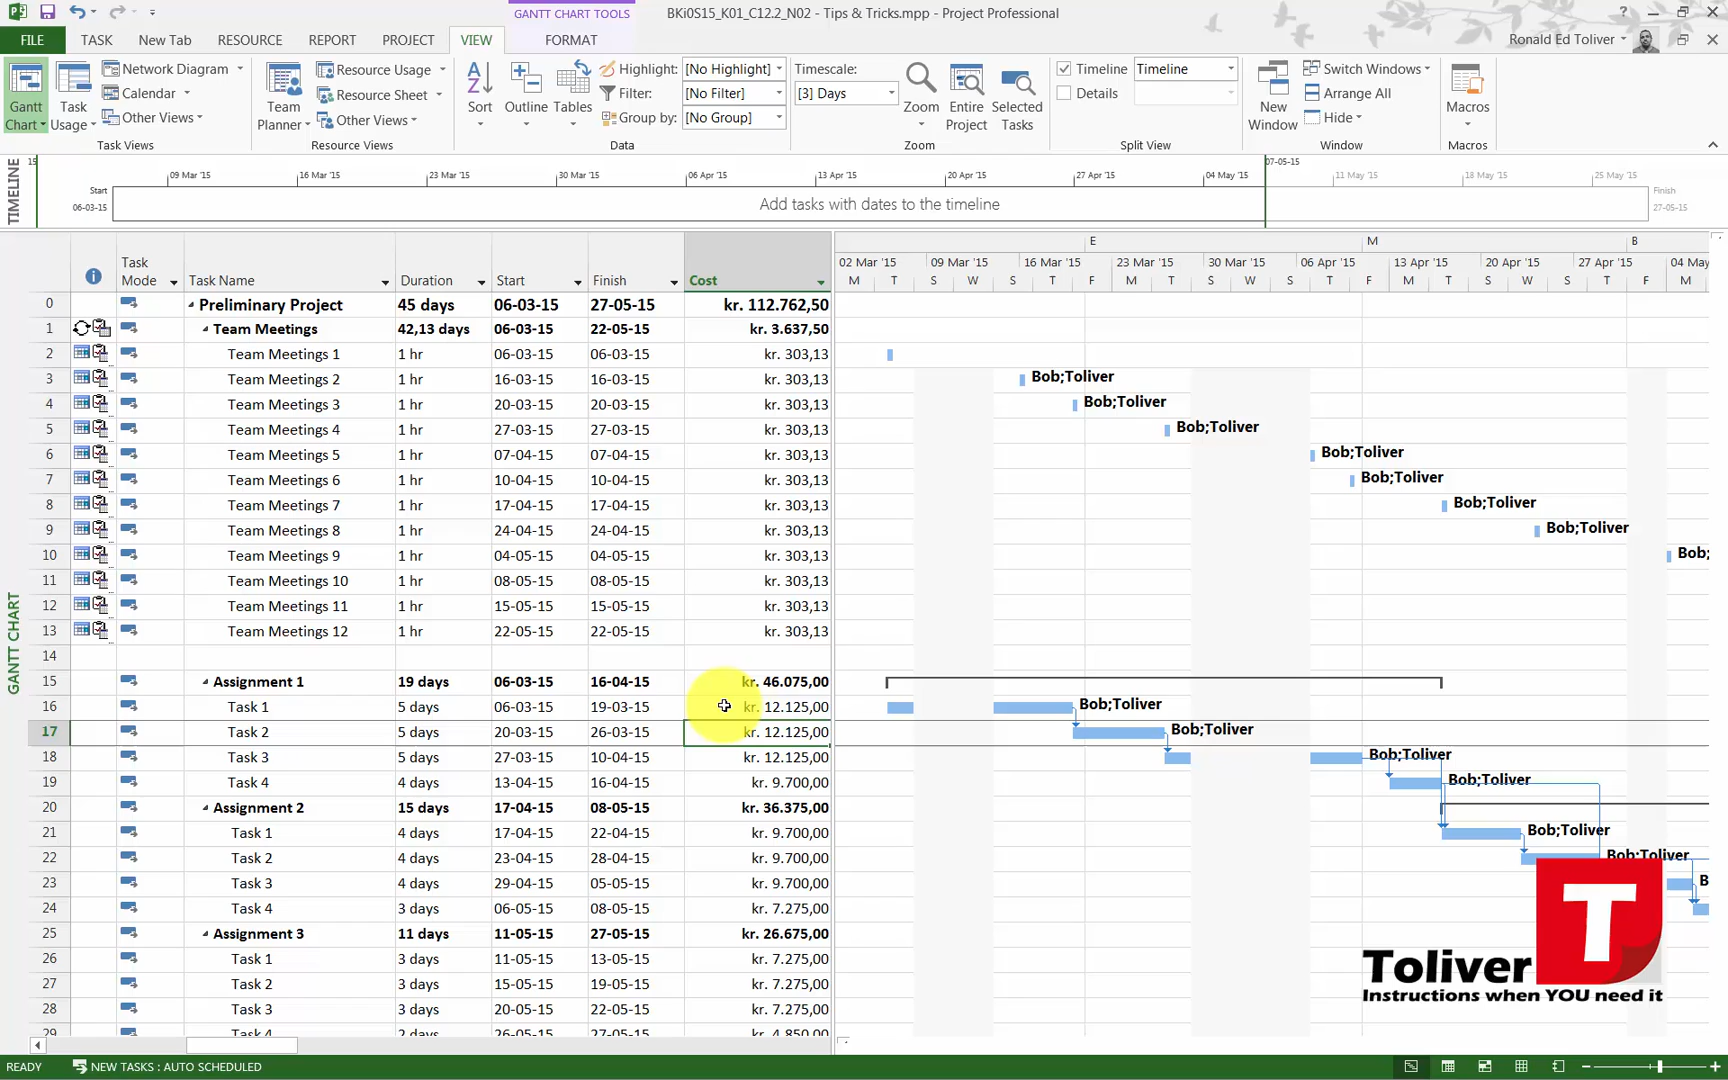 GANTT CHART TOOLS
BKi0S15_K01_C12.2_N02 - Tips & Tricks.mpp - Project Professional
FILE TASK New Tab RESOURCE REPORT PROJECT VIEW FORMAT Ronald Ed Toliver
Gantt Chart
Task Usage
Network Diagram
Calendar
Other Views
Task Views
Team Planner
Resource Usage
Resource Sheet
Other Views
Resource Views
Sort
Outline
Tables
Highlight: [No Highlight]
Filter: [No Filter]
Group by: [No Group]
Data
Timescale:
[3] Days
Zoom
Entire Project
Selected Tasks
Zoom
Timeline Timeline
Details
Split View
New Window
Switch Windows
Arrange All
Hide
Window
Macros
Macros
TIMELINE
15 07-05-15
09 Mar '15 16 Mar '15 23 Mar '15 30 Mar '15 06 Apr '15 13 Apr '15 20 Apr '15 27 Apr '15 04 May '15 11 May '15 18 May '15 25 May '15
Start
06-03-15
Add tasks with dates to the timeline
Finish
27-05-15
GANTT CHART
Task Mode Task Name Duration Start Finish Cost
E M B
02 Mar '15 09 Mar '15 16 Mar '15 23 Mar '15 30 Mar '15 06 Apr '15 13 Apr '15 20 Apr '15 27 Apr '15 04 May
M T S W S T F M T S W S T F M T S W S T F M
0 Preliminary Project 45 days 06-03-15 27-05-15 kr. 112.762,50
1 Team Meetings 42,13 days 06-03-15 22-05-15 kr. 3.637,50
2 Team Meetings 1 1 hr 06-03-15 06-03-15 kr. 303,13
3 Team Meetings 2 1 hr 16-03-15 16-03-15 kr. 303,13 Bob;Toliver
4 Team Meetings 3 1 hr 20-03-15 20-03-15 kr. 303,13 Bob;Toliver
5 Team Meetings 4 1 hr 27-03-15 27-03-15 kr. 303,13 Bob;Toliver
6 Team Meetings 5 1 hr 07-04-15 07-04-15 kr. 303,13 Bob;Toliver
7 Team Meetings 6 1 hr 10-04-15 10-04-15 kr. 303,13 Bob;Toliver
8 Team Meetings 7 1 hr 17-04-15 17-04-15 kr. 303,13 Bob;Toliver
9 Team Meetings 8 1 hr 24-04-15 24-04-15 kr. 303,13 Bob;Toliver
10 Team Meetings 9 1 hr 04-05-15 04-05-15 kr. 303,13 Bob;
11 Team Meetings 10 1 hr 08-05-15 08-05-15 kr. 303,13
12 Team Meetings 11 1 hr 15-05-15 15-05-15 kr. 303,13
13 Team Meetings 12 1 hr 22-05-15 22-05-15 kr. 303,13
14
15 Assignment 1 19 days 06-03-15 16-04-15 kr. 46.075,00
16 Task 1 5 days 06-03-15 19-03-15 kr. 12.125,00 Bob;Toliver
17 Task 2 5 days 20-03-15 26-03-15 kr. 12.125,00 Bob;Toliver
18 Task 3 5 days 27-03-15 10-04-15 kr. 12.125,00 Bob;Toliver
19 Task 4 4 days 13-04-15 16-04-15 kr. 9.700,00 Bob;Toliver
20 Assignment 2 15 days 17-04-15 08-05-15 kr. 36.375,00
21 Task 1 4 days 17-04-15 22-04-15 kr. 9.700,00 Bob;Toliver
22 Task 2 4 days 23-04-15 28-04-15 kr. 9.700,00 Bob;Toliver
23 Task 3 4 days 29-04-15 05-05-15 kr. 9.700,00 B
24 Task 4 3 days 06-05-15 08-05-15 kr. 7.275,00
25 Assignment 3 11 days 11-05-15 27-05-15 kr. 26.675,00
26 Task 1 3 days 11-05-15 13-05-15 kr. 7.275,00
27 Task 2 3 days 15-05-15 19-05-15 kr. 7.275,00
28 Task 3 3 days 20-05-15 22-05-15 kr. 7.275,00
29 Task 4 2 days 26-05-15 27-05-15 kr. 4.850,00
T
Toliver
Instructions when YOU need it
READY NEW TASKS : AUTO SCHEDULED